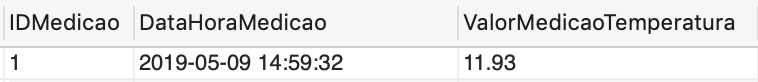 IDMedicao DataHoraMedicao ValorMedicaoTemperatura
1 2019-05-09 14:59:32 11.93